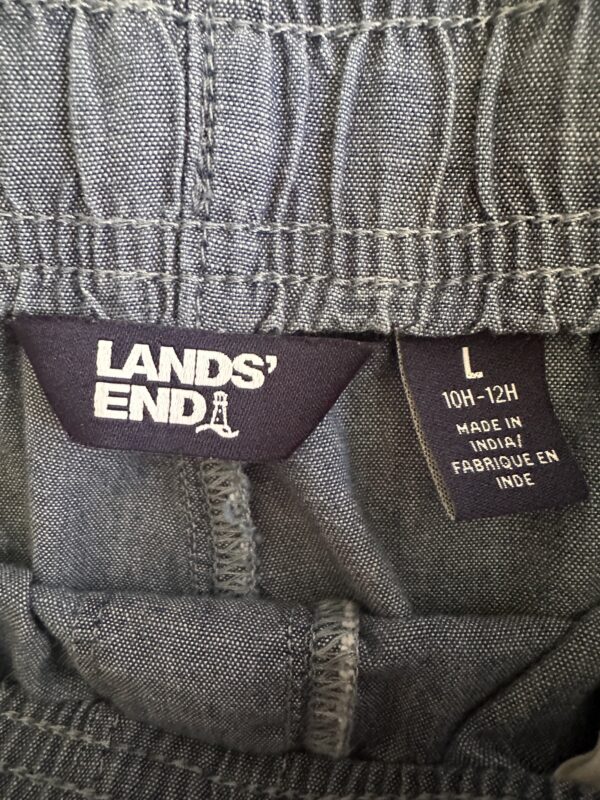 LANDS'
END
L
10H-12H
MADE IN
INDIA/
FABRIQUE EN
INDE